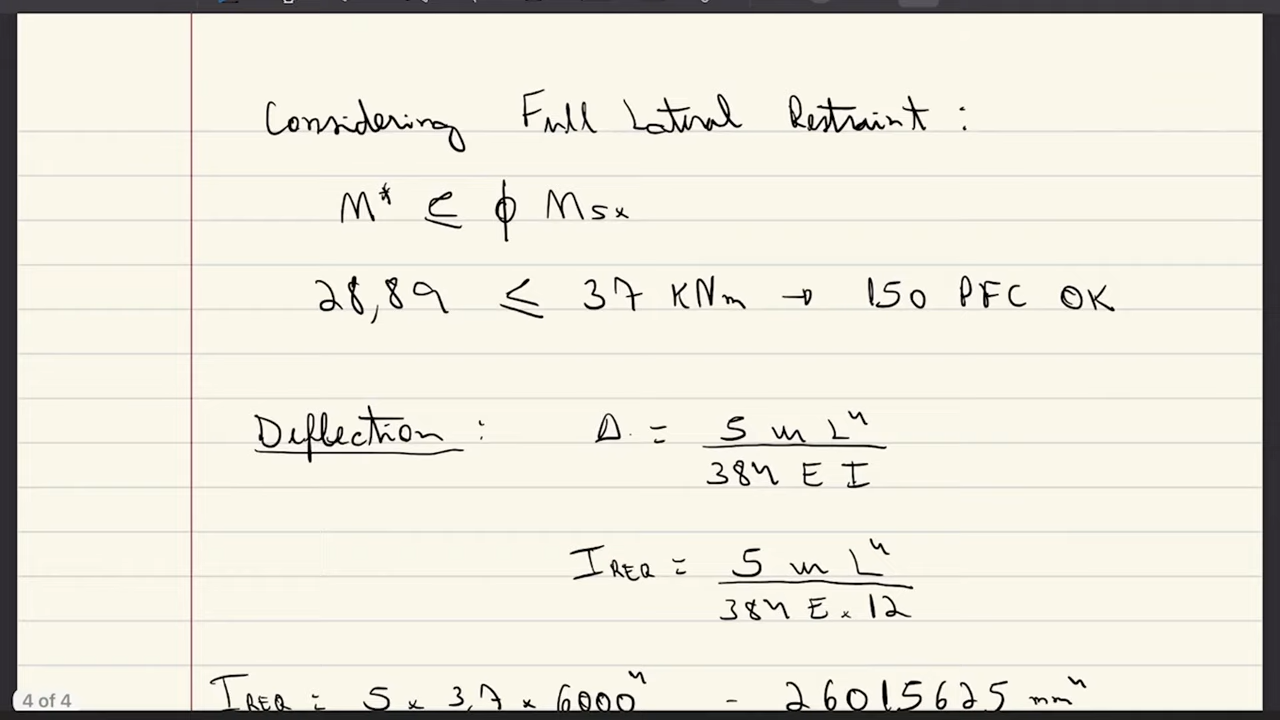 Considering Full Lateral Restraint :
M* ≤ ϕ Msx
28,89 ≤ 37 KNm → 150 PFC OK
Deflection : Δ = 5 w L⁴
384 E I
IREQ = 5 w L⁴
384 E × 12
IREQ = 5 × 3,7 × 6000⁴ = 26015625 mm⁴
4 of 4